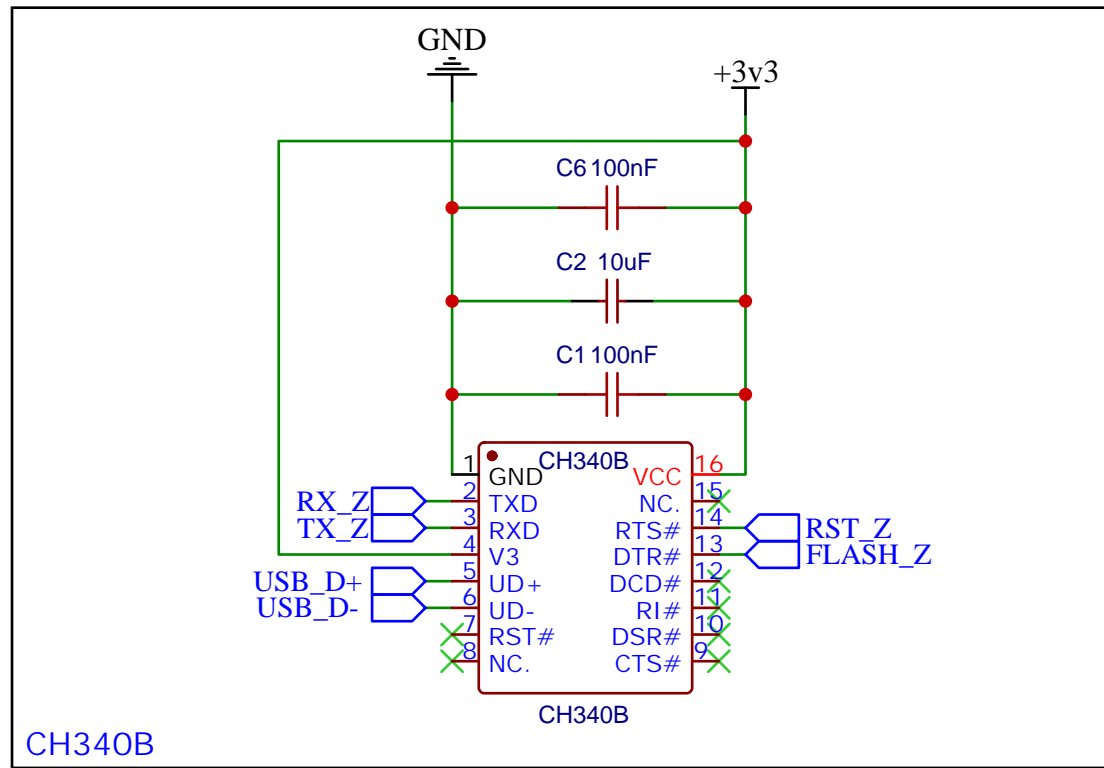 GND
+3v3
C6 100nF
C2 10uF
C1 100nF
CH340B
1 GND
VCC 16
RX_Z 2 TXD
NC. 15
TX_Z 3 RXD
RTS# 14 RST_Z
4 V3
DTR# 13 FLASH_Z
USB_D+ 5 UD+
DCD# 12
USB_D- 6 UD-
RI# 11
7 RST#
DSR# 10
8 NC.
CTS# 9
CH340B
CH340B